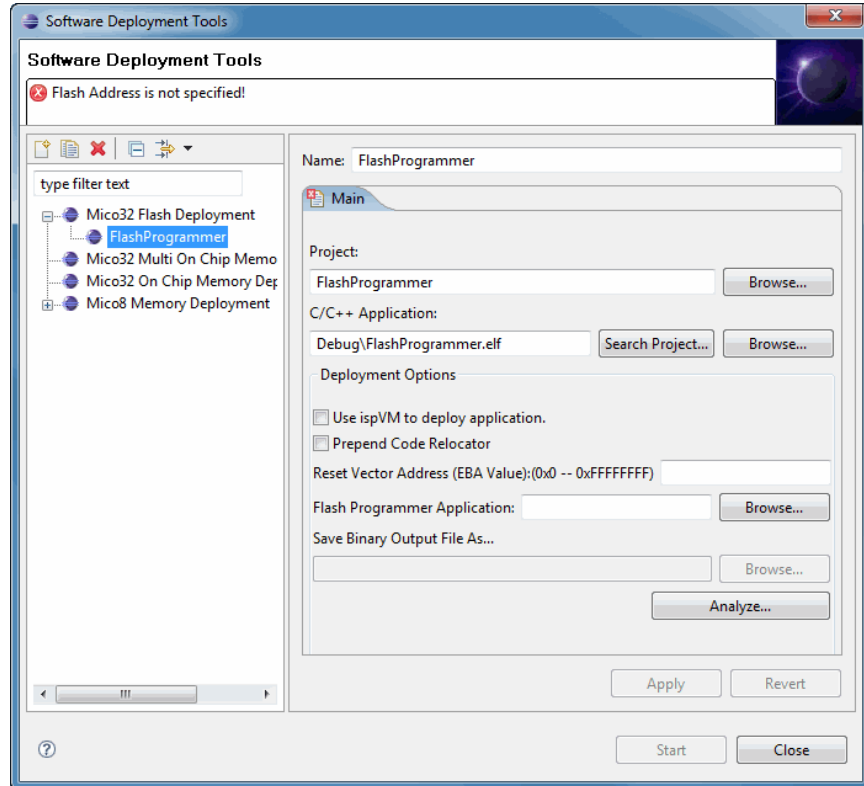 Software Deployment Tools
Software Deployment Tools
Flash Address is not specified!
type filter text
Mico32 Flash Deployment
FlashProgrammer
Mico32 Multi On Chip Memo
Mico32 On Chip Memory Dep
Mico8 Memory Deployment
Name: FlashProgrammer
Main
Project:
FlashProgrammer Browse...
C/C++ Application:
Debug\FlashProgrammer.elf Search Project... Browse...
Deployment Options
Use ispVM to deploy application.
Prepend Code Relocator
Reset Vector Address (EBA Value):(0x0 -- 0xFFFFFFFF)
Flash Programmer Application: Browse...
Save Binary Output File As...
Browse...
Analyze...
Apply Revert
Start Close